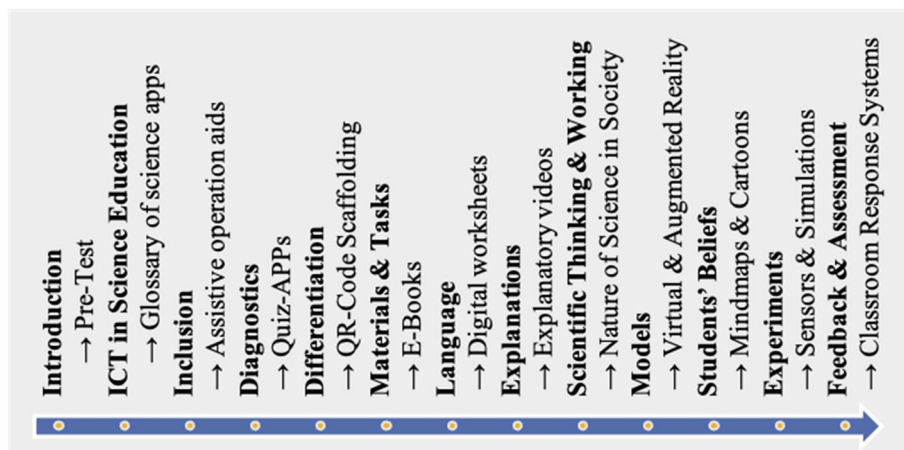 Introduction
→ Pre-Test
ICT in Science Education
→ Glossary of science apps
Inclusion
→ Assistive operation aids
Diagnostics
→ Quiz-APPs
Differentiation
→ QR-Code Scaffolding
Materials & Tasks
→ E-Books
Language
→ Digital worksheets
Explanations
→ Explanatory videos
Scientific Thinking & Working
→ Nature of Science in Society
Models
→ Virtual & Augmented Reality
Students’ Beliefs
→ Mindmaps & Cartoons
Experiments
→ Sensors & Simulations
Feedback & Assessment
→ Classroom Response Systems